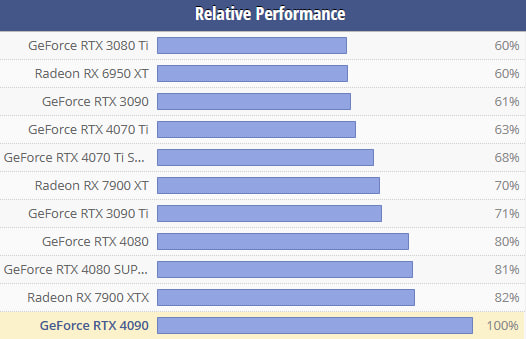 Relative Performance
GeForce RTX 3080 Ti 60%
Radeon RX 6950 XT 60%
GeForce RTX 3090 61%
GeForce RTX 4070 Ti 63%
GeForce RTX 4070 Ti S... 68%
Radeon RX 7900 XT 70%
GeForce RTX 3090 Ti 71%
GeForce RTX 4080 80%
GeForce RTX 4080 SUP... 81%
Radeon RX 7900 XTX 82%
GeForce RTX 4090 100%